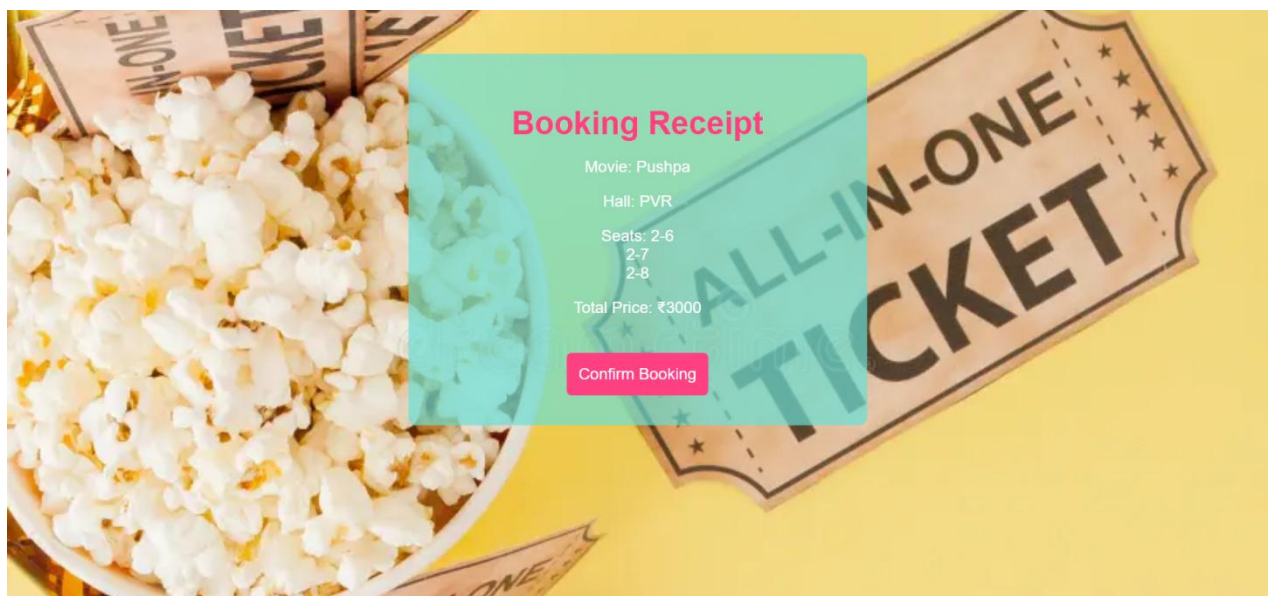 IN-ONE
TICKET
Booking Receipt
Movie: Pushpa
Hall: PVR
Seats: 2-6
2-7
2-8
Total Price: ₹3000
Confirm Booking
ALL-IN-ONE
TICKET
ONE